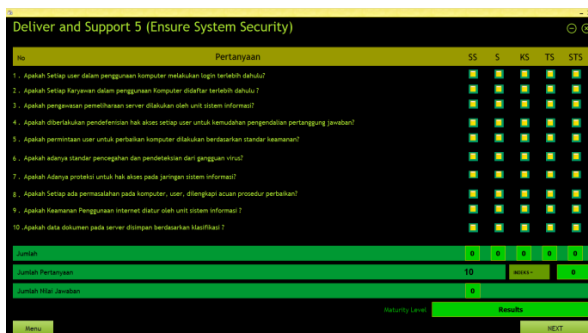 Deliver and Support 5 (Ensure System Security)
No Pertanyaan SS S KS TS STS
1 . Apakah Setiap user dalam penggunaan komputer melakukan login terlebih dahulu?
2 . Apakah Setiap Karyawan dalam penggunaan Komputer didaftar terlebih dahulu ?
3 . Apakah pengawasan pemeliharaan server dilakukan oleh unit sistem informasi?
4 . Apakah diberlakukan pendefenisian hak akses setiap user untuk kemudahan pengendalian pertanggung jawaban?
5 . Apakah permintaan user untuk perbaikan komputer dilakukan berdasarkan standar keamanan?
6 . Apakah adanya standar pencegahan dan pendeteksian dari gangguan virus?
7 . Apakah Adanya proteksi untuk hak akses pada jaringan sistem informasi?
8 . Apakah Setiap ada permasalahan pada komputer, user, dilengkapi acuan prosedur perbaikan?
9 . Apakah Keamanan Penggunaan internet diatur oleh unit sistem informasi ?
10 .Apakah data dokumen pada server disimpan berdasarkan klasifikasi ?
Jumlah 0 0 0 0 0
Jumlah Pertanyaan 10 INDEKS = 0
Jumlah Nilai Jawaban 0
Maturity Level Results
Menu NEXT